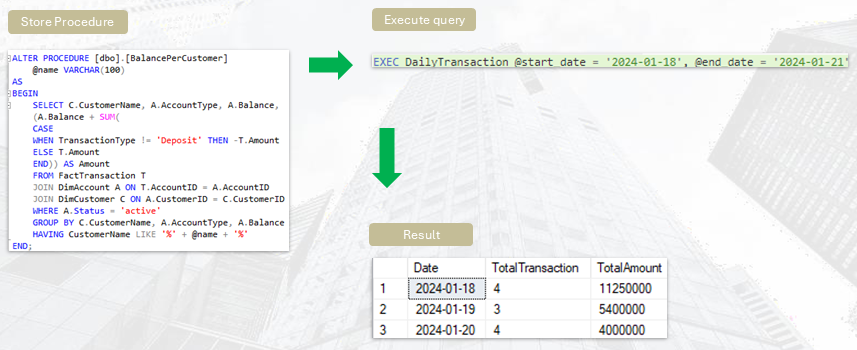 Store Procedure
Execute query
ALTER PROCEDURE [dbo].[BalancePerCustomer]
@name VARCHAR(100)
AS
BEGIN
SELECT C.CustomerName, A.AccountType, A.Balance,
(A.Balance + SUM(
CASE
WHEN TransactionType != 'Deposit' THEN -T.Amount
ELSE T.Amount
END)) AS Amount
FROM FactTransaction T
JOIN DimAccount A ON T.AccountID = A.AccountID
JOIN DimCustomer C ON A.CustomerID = C.CustomerID
WHERE A.Status = 'active'
GROUP BY C.CustomerName, A.AccountType, A.Balance
HAVING CustomerName LIKE '%' + @name + '%'
END;
EXEC DailyTransaction @start_date = '2024-01-18', @end_date = '2024-01-21'
Result
Date TotalTransaction TotalAmount
1 2024-01-18 4 11250000
2 2024-01-19 3 5400000
3 2024-01-20 4 4000000